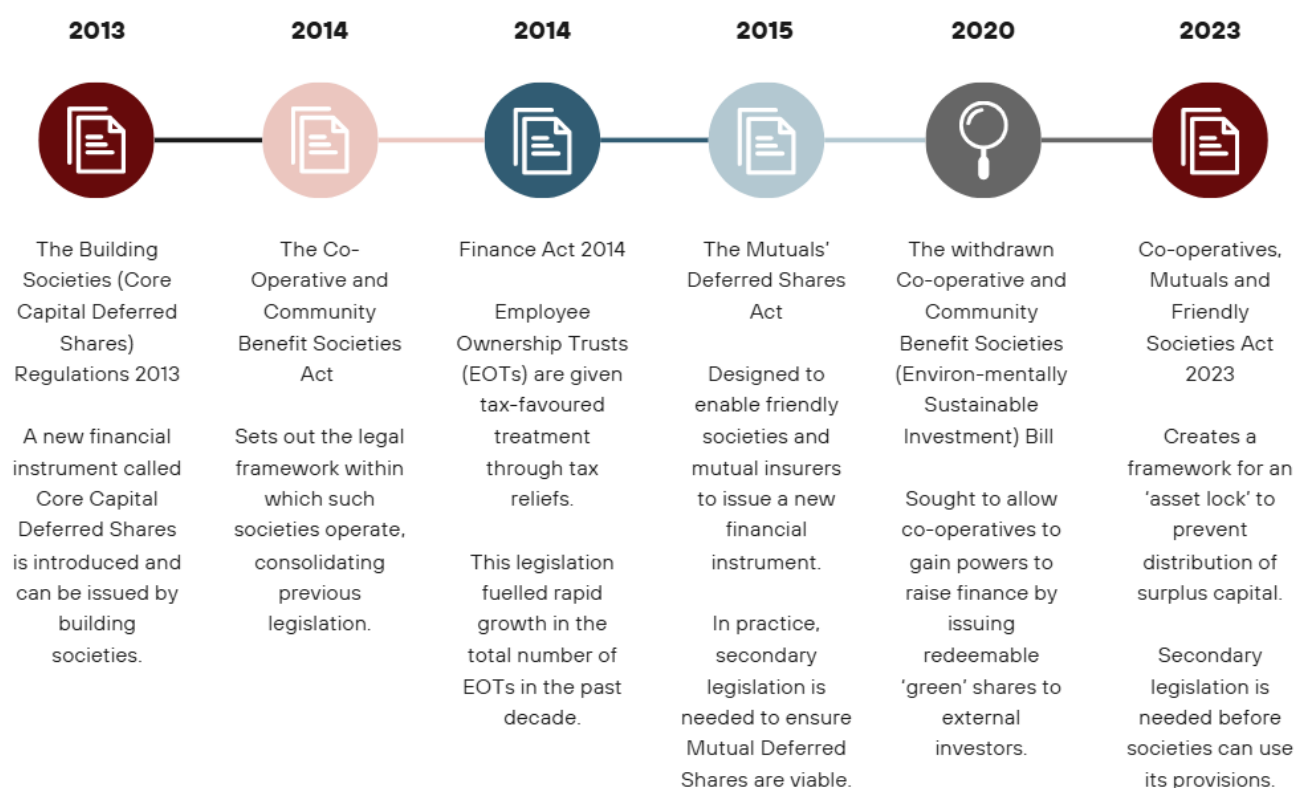 2013
2014
2014
2015
2020
2023
The Building
Societies (Core
Capital Deferred
Shares)
Regulations 2013
A new financial
instrument called
Core Capital
Deferred Shares
is introduced and
can be issued by
building
societies.
The Co-
Operative and
Community
Benefit Societies
Act
Sets out the legal
framework within
which such
societies operate,
consolidating
previous
legislation.
Finance Act 2014
Employee
Ownership Trusts
(EOTs) are given
tax-favoured
treatment
through tax
reliefs.
This legislation
fuelled rapid
growth in the
total number of
EOTs in the past
decade.
The Mutuals’
Deferred Shares
Act
Designed to
enable friendly
societies and
mutual insurers
to issue a new
financial
instrument.
In practice,
secondary
legislation is
needed to ensure
Mutual Deferred
Shares are viable.
The withdrawn
Co-operative and
Community
Benefit Societies
(Environ-mentally
Sustainable
Investment) Bill
Sought to allow
co-operatives to
gain powers to
raise finance by
issuing
redeemable
‘green’ shares to
external
investors.
Co-operatives,
Mutuals and
Friendly
Societies Act
2023
Creates a
framework for an
‘asset lock’ to
prevent
distribution of
surplus capital.
Secondary
legislation is
needed before
societies can use
its provisions.